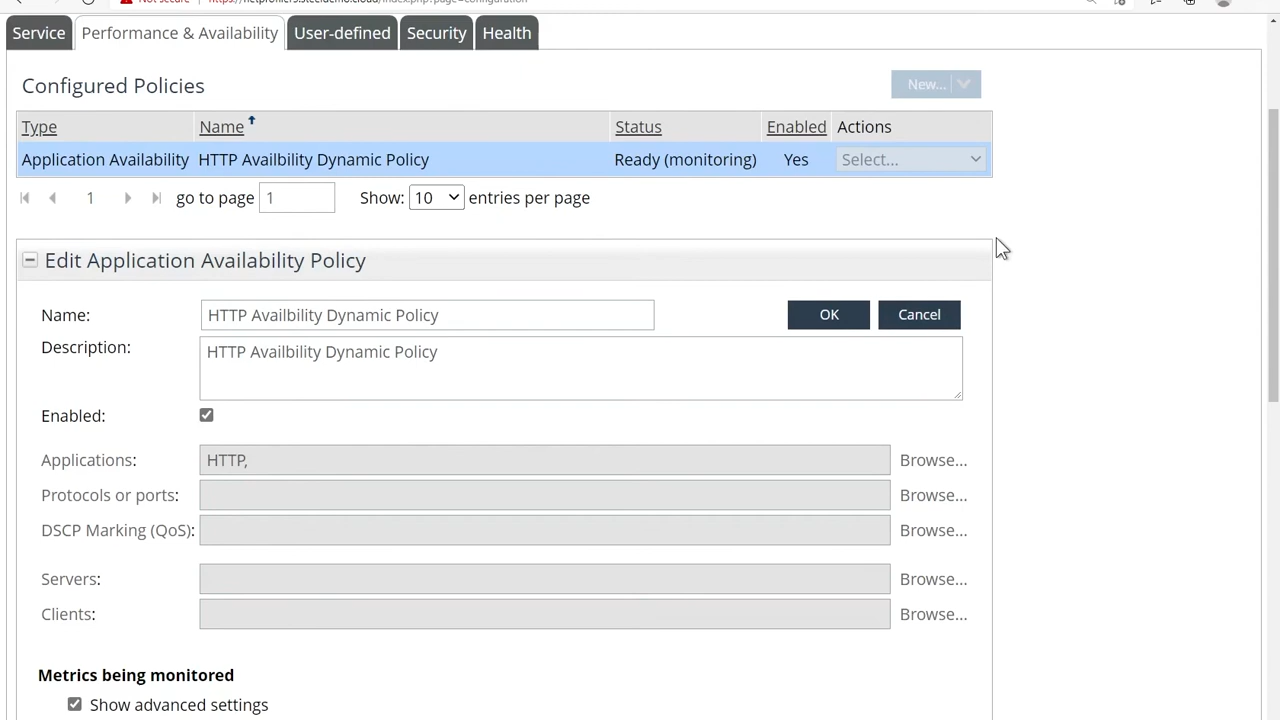 Service Performance & Availability User-defined Security Health
Configured Policies New...
Type Name Status Enabled Actions
Application Availability HTTP Availbility Dynamic Policy Ready (monitoring) Yes Select...
1 go to page 1 Show: 10 entries per page
Edit Application Availability Policy
Name: HTTP Availbility Dynamic Policy OK Cancel
Description: HTTP Availbility Dynamic Policy
Enabled:
Applications: HTTP, Browse...
Protocols or ports: Browse...
DSCP Marking (QoS): Browse...
Servers: Browse...
Clients: Browse...
Metrics being monitored
Show advanced settings